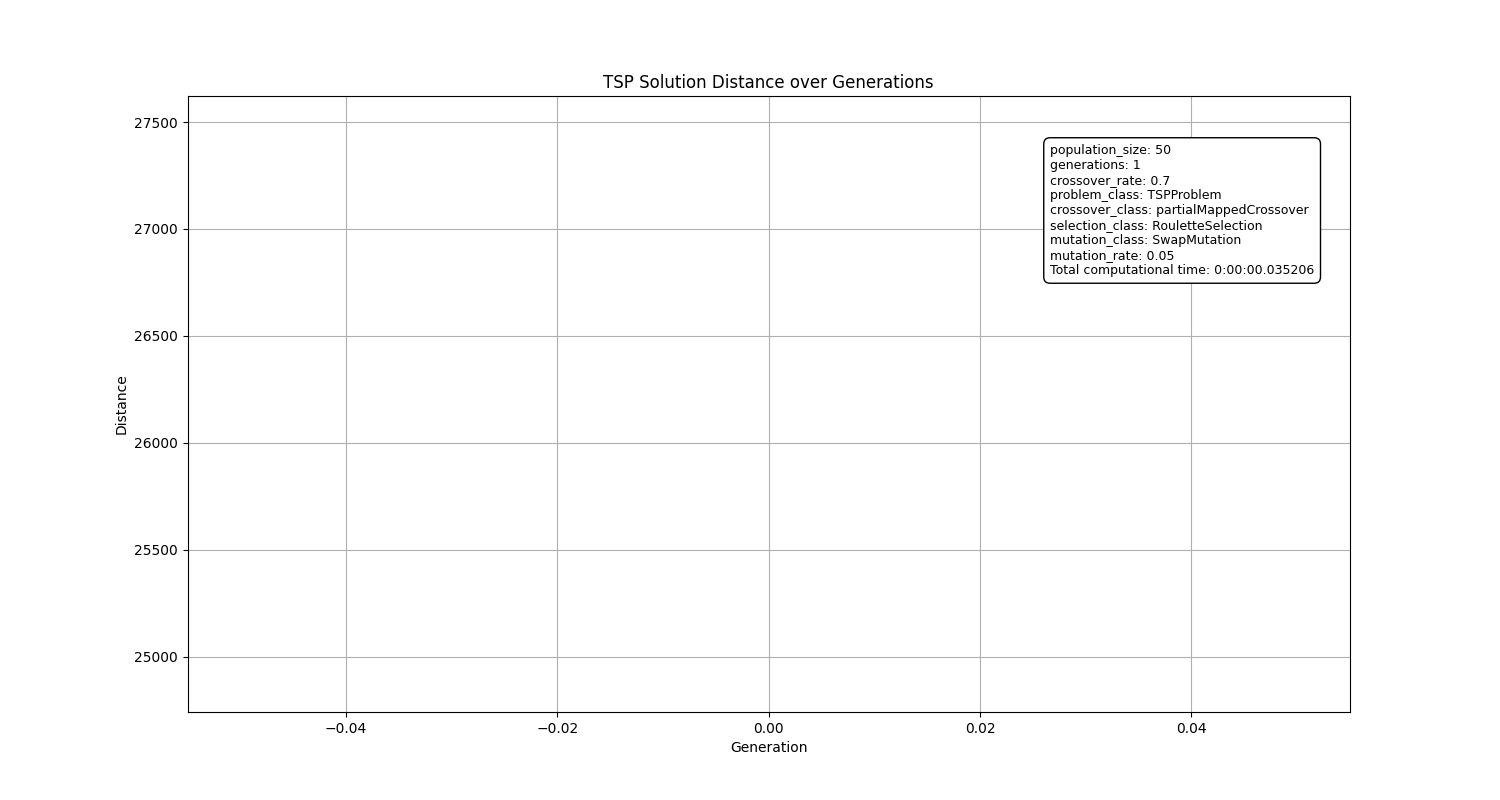 TSP Solution Distance over Generations
27500
27000
26500
26000
25500
25000
Distance
population_size: 50
generations: 1
crossover_rate: 0.7
problem_class: TSPProblem
crossover_class: partialMappedCrossover
selection_class: RouletteSelection
mutation_class: SwapMutation
mutation_rate: 0.05
Total computational time: 0:00:00.035206
−0.04 −0.02 0.00 0.02 0.04
Generation